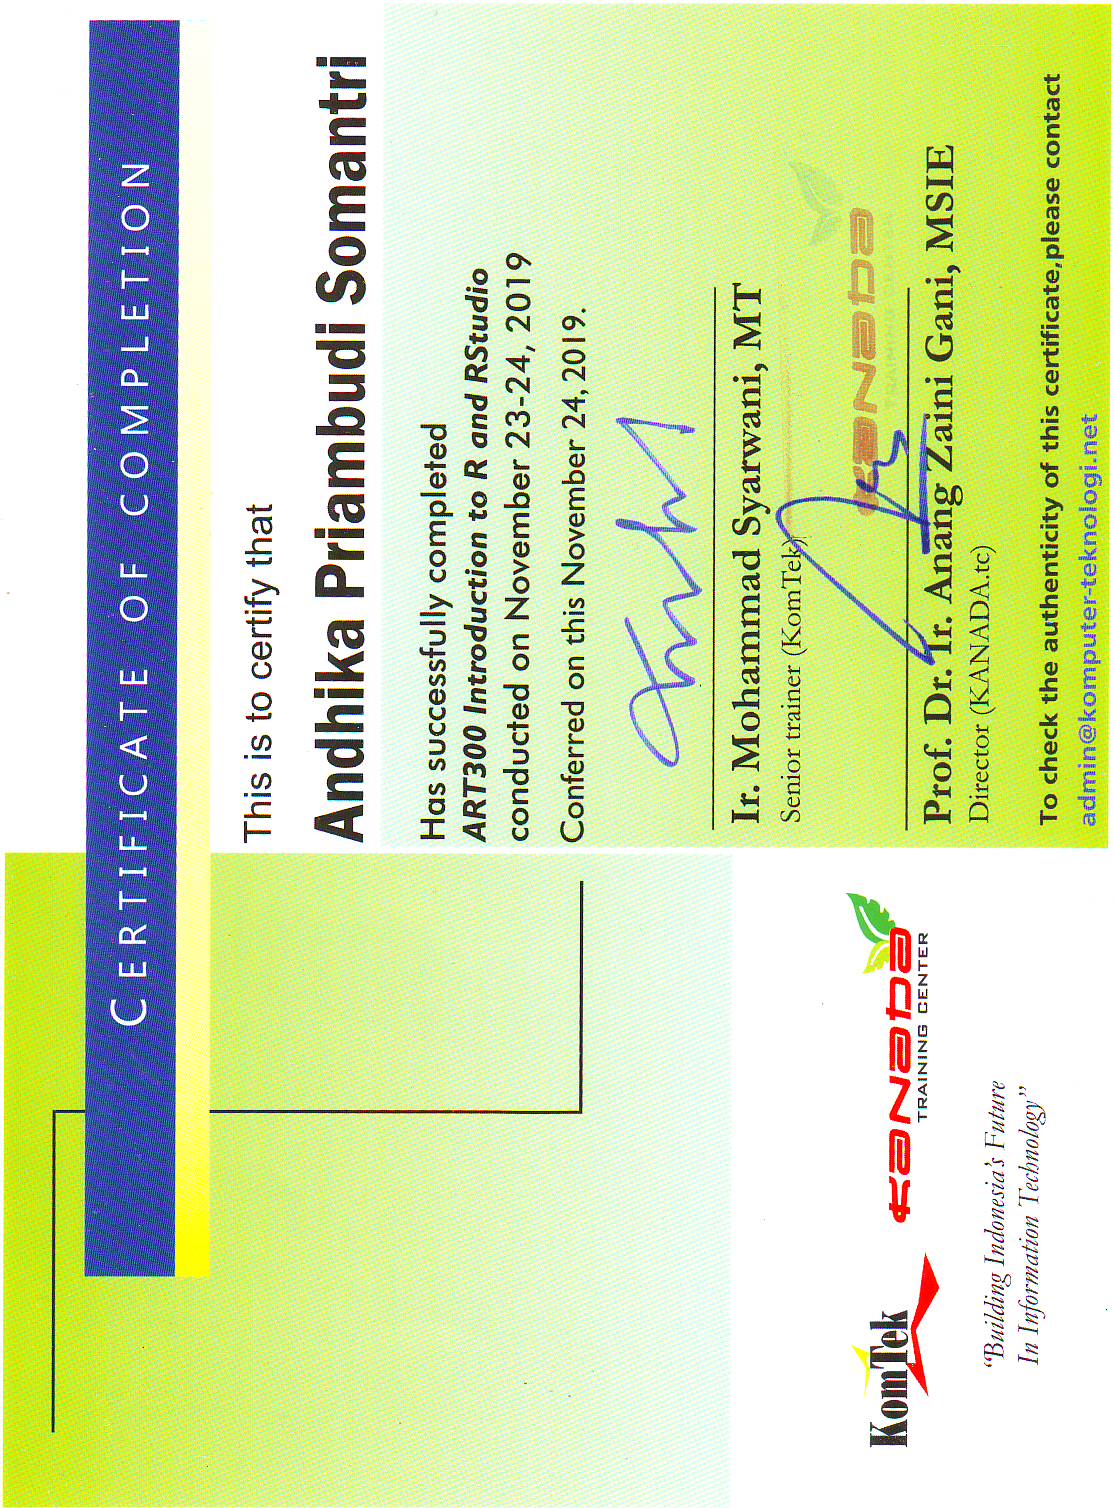 CERTIFICATE OF COMPLETION
This is to certify that
Andhika Priambudi Somantri
Has successfully completed
ART300 Introduction to R and RStudio
conducted on November 23-24, 2019
Conferred on this November 24, 2019.
Ir. Mohammad Syarwani, MT
Senior trainer (KomTek)
KANADA
Prof. Dr. Ir. Anang Zaini Gani, MSIE
Director (KANADA.tc)
To check the authenticity of this certificate,please contact
admin@komputer-teknologi.net
KomTek
KANADA
TRAINING CENTER
“Building Indonesia's Future
In Information Technology”